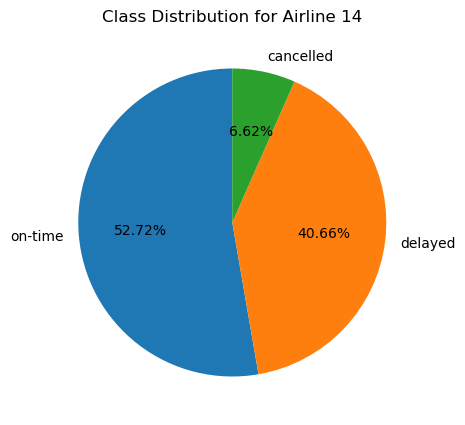 Class Distribution for Airline 14
cancelled
6.62%
on-time
52.72%
40.66%
delayed